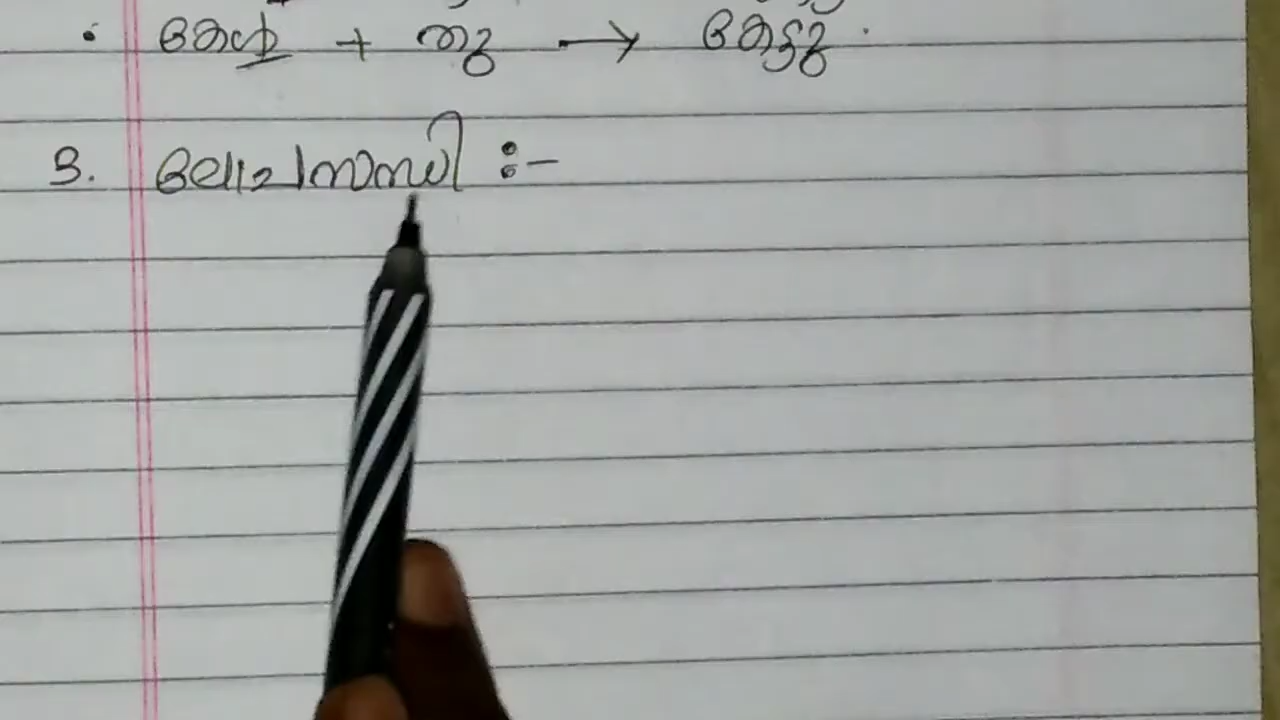 • കേൾ + തു → കേട്ടു.
3. ലോപസന്ധി :-